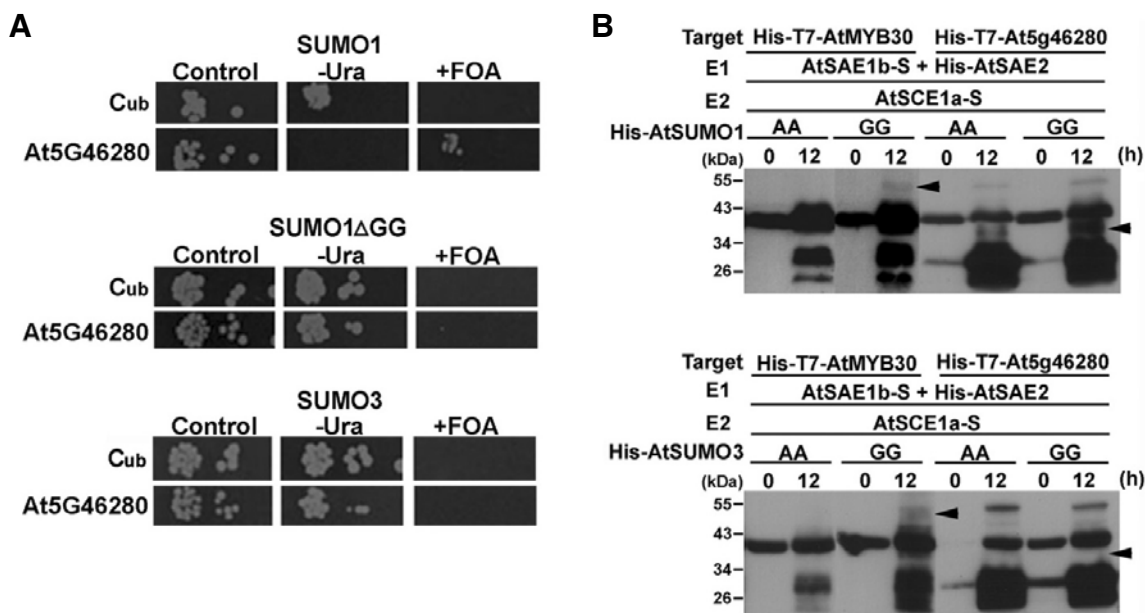 A
SUMO1
Control -Ura +FOA
Cub
At5G46280
SUMO1ΔGG
Control -Ura +FOA
Cub
At5G46280
SUMO3
Control -Ura +FOA
Cub
At5G46280
B
Target His-T7-AtMYB30 His-T7-At5g46280
E1 AtSAE1b-S + His-AtSAE2
E2 AtSCE1a-S
His-AtSUMO1 AA GG AA GG
(kDa) 0 12 0 12 0 12 0 12 (h)
55
43
34
26
Target His-T7-AtMYB30 His-T7-At5g46280
E1 AtSAE1b-S + His-AtSAE2
E2 AtSCE1a-S
His-AtSUMO3 AA GG AA GG
(kDa) 0 12 0 12 0 12 0 12 (h)
55
43
34
26